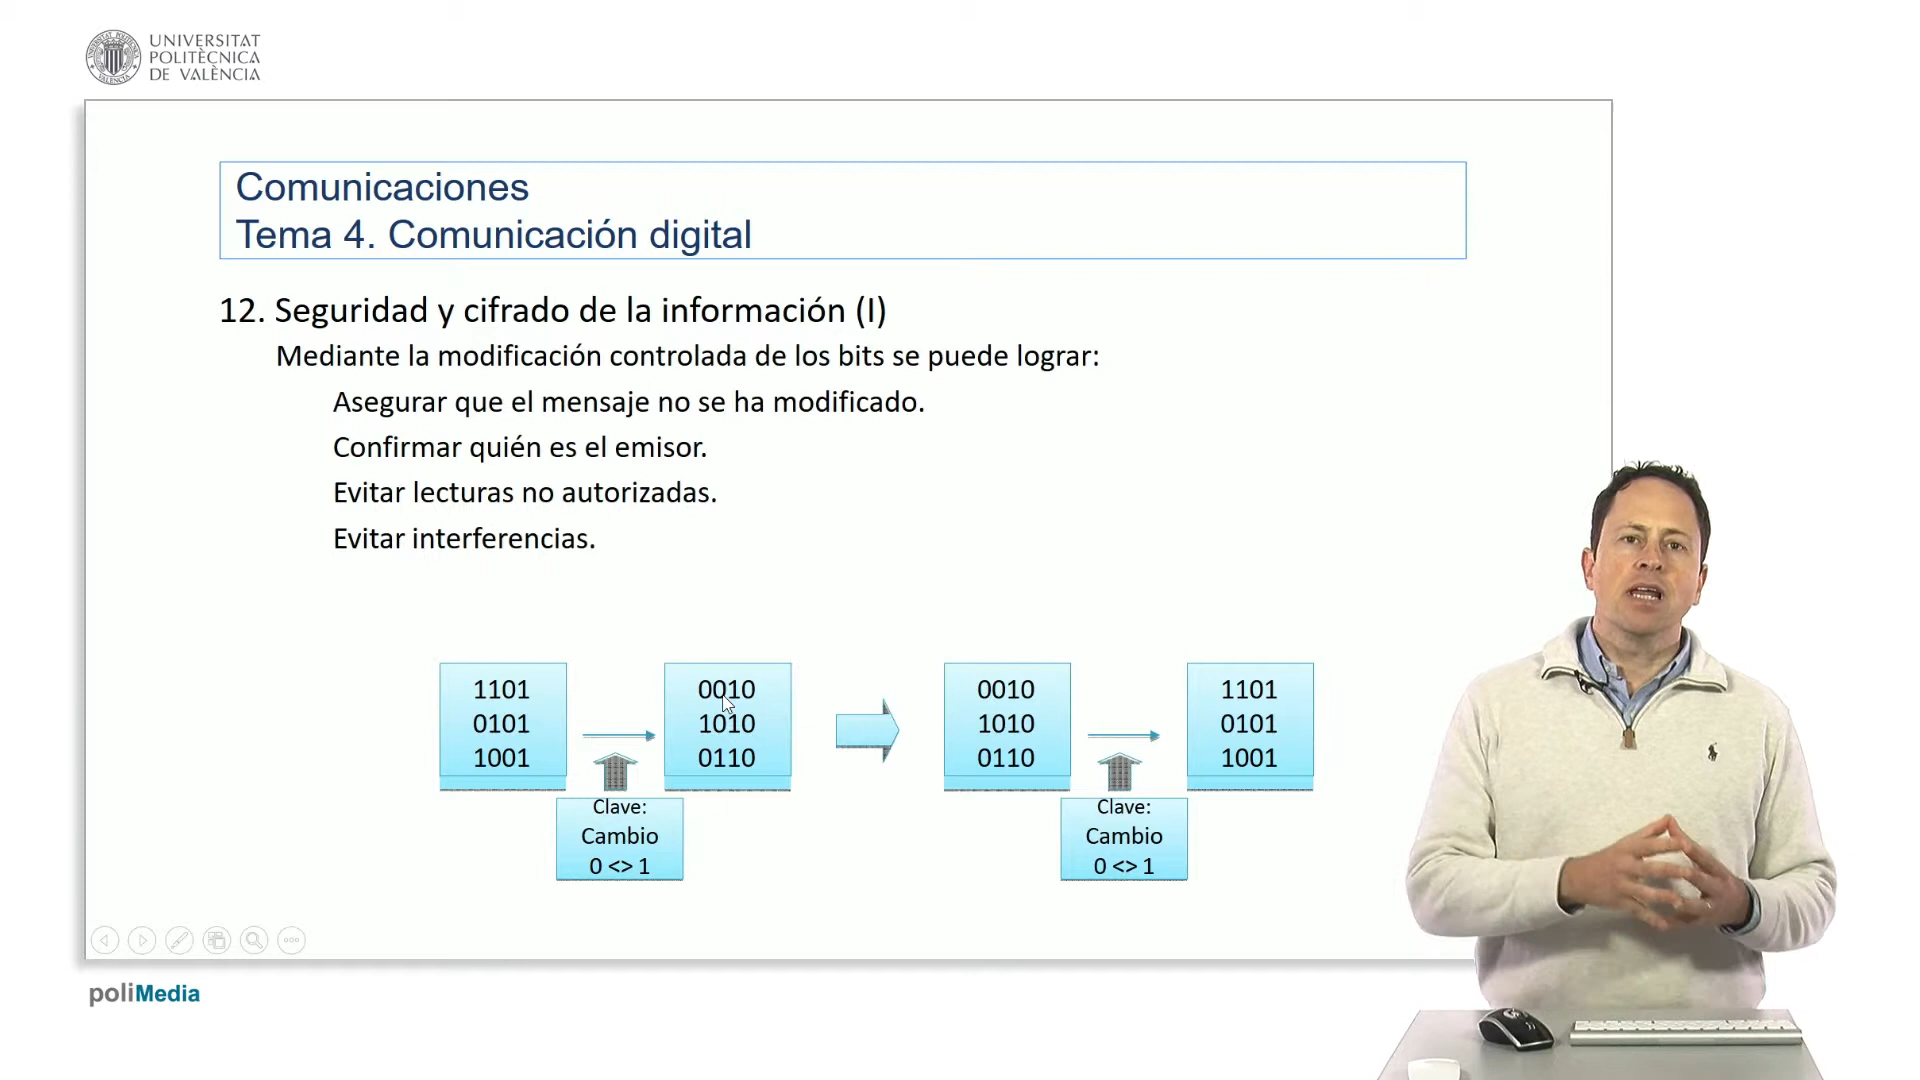 UNIVERSITAT
POLITÈCNICA
DE VALÈNCIA
Comunicaciones
Tema 4. Comunicación digital
12. Seguridad y cifrado de la información (I)
Mediante la modificación controlada de los bits se puede lograr:
Asegurar que el mensaje no se ha modificado.
Confirmar quién es el emisor.
Evitar lecturas no autorizadas.
Evitar interferencias.
1101
0101
1001
Clave:
Cambio
0 <> 1
0010
1010
0110
0010
1010
0110
Clave:
Cambio
0 <> 1
1101
0101
1001
poliMedia